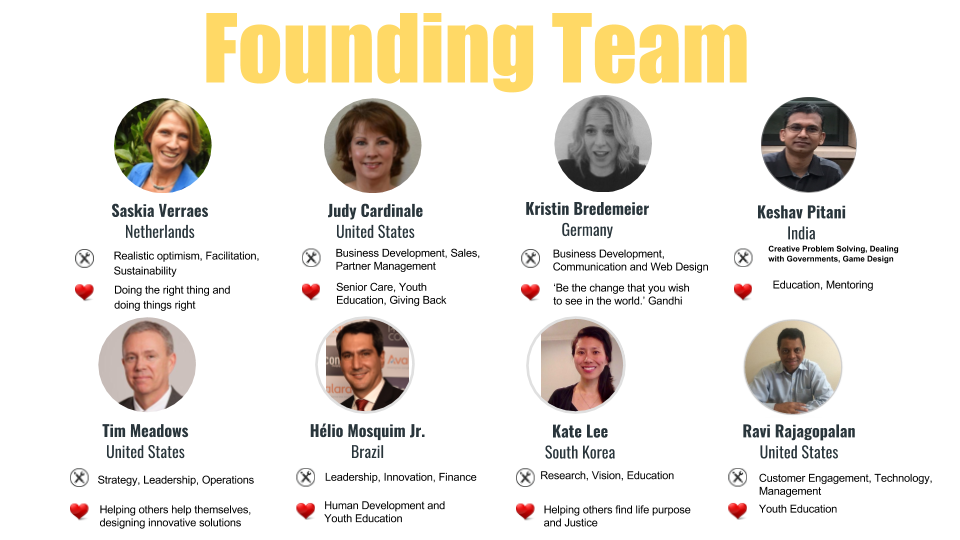 Founding Team
Saskia Verraes
Netherlands
Realistic optimism, Facilitation,
Sustainability
Doing the right thing and
doing things right
Judy Cardinale
United States
Business Development, Sales,
Partner Management
Senior Care, Youth
Education, Giving Back
Kristin Bredemeier
Germany
Business Development,
Communication and Web Design
‘Be the change that you wish
to see in the world.’ Gandhi
Keshav Pitani
India
Creative Problem Solving, Dealing
with Governments, Game Design
Education, Mentoring
Tim Meadows
United States
Strategy, Leadership, Operations
Helping others help themselves,
designing innovative solutions
Hélio Mosquim Jr.
Brazil
Leadership, Innovation, Finance
Human Development and
Youth Education
Kate Lee
South Korea
Research, Vision, Education
Helping others find life purpose
and Justice
Ravi Rajagopalan
United States
Customer Engagement, Technology,
Management
Youth Education